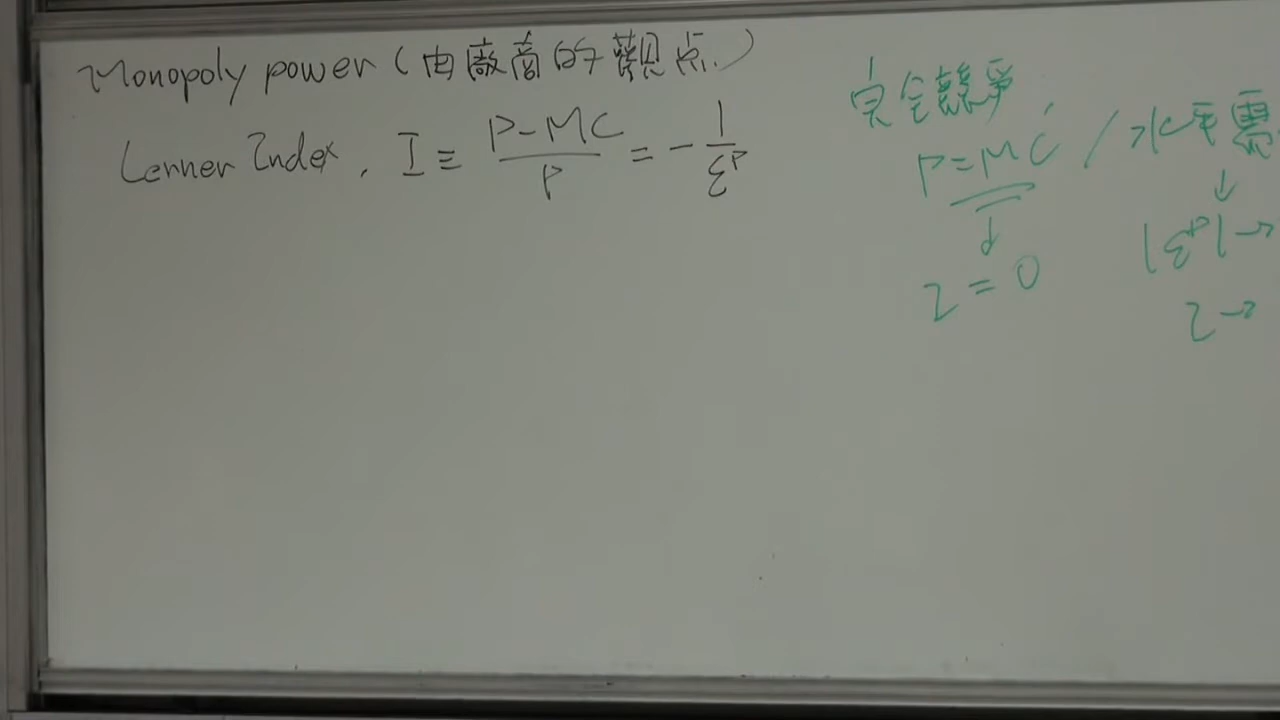 Monopoly power (由廠商的觀点)
Lerner Index, I ≡ (P-MC)/P = -1/ε^P
完全競爭,
P=MC / 水平需
↓ ↓
I = 0 |ε^P|→
I→